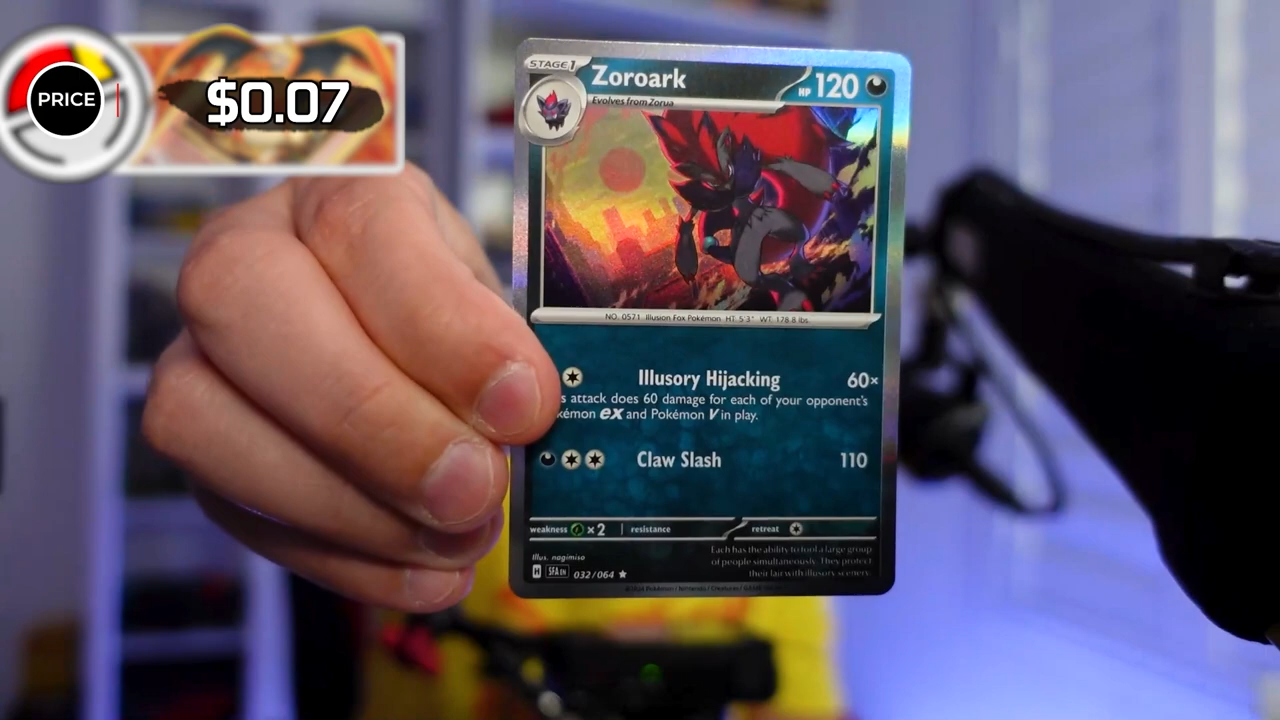 PRICE
$0.07
STAGE 1
Zoroark
HP 120
Evolves from Zorua
NO. 0571 Illusion Fox Pokémon HT: 5'3" WT: 178.8 lbs.
Illusory Hijacking 60×
s attack does 60 damage for each of your opponent's
kémon ex and Pokémon V in play.
Claw Slash 110
weakness ×2 resistance retreat
Illus. nagimiso
Each has the ability to fool a large group
of people simultaneously. They protect
their lair with illusory scenery.
H SFA EN 032/064 ★